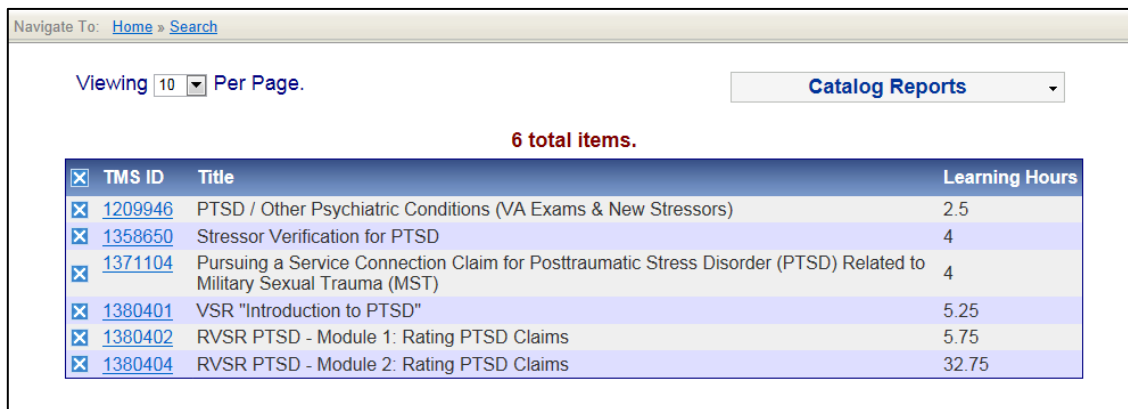 Navigate To: Home » Search
Viewing 10 Per Page.
Catalog Reports
6 total items.
TMS ID Title Learning Hours
1209946 PTSD / Other Psychiatric Conditions (VA Exams & New Stressors) 2.5
1358650 Stressor Verification for PTSD 4
1371104 Pursuing a Service Connection Claim for Posttraumatic Stress Disorder (PTSD) Related to
Military Sexual Trauma (MST) 4
1380401 VSR "Introduction to PTSD" 5.25
1380402 RVSR PTSD - Module 1: Rating PTSD Claims 5.75
1380404 RVSR PTSD - Module 2: Rating PTSD Claims 32.75